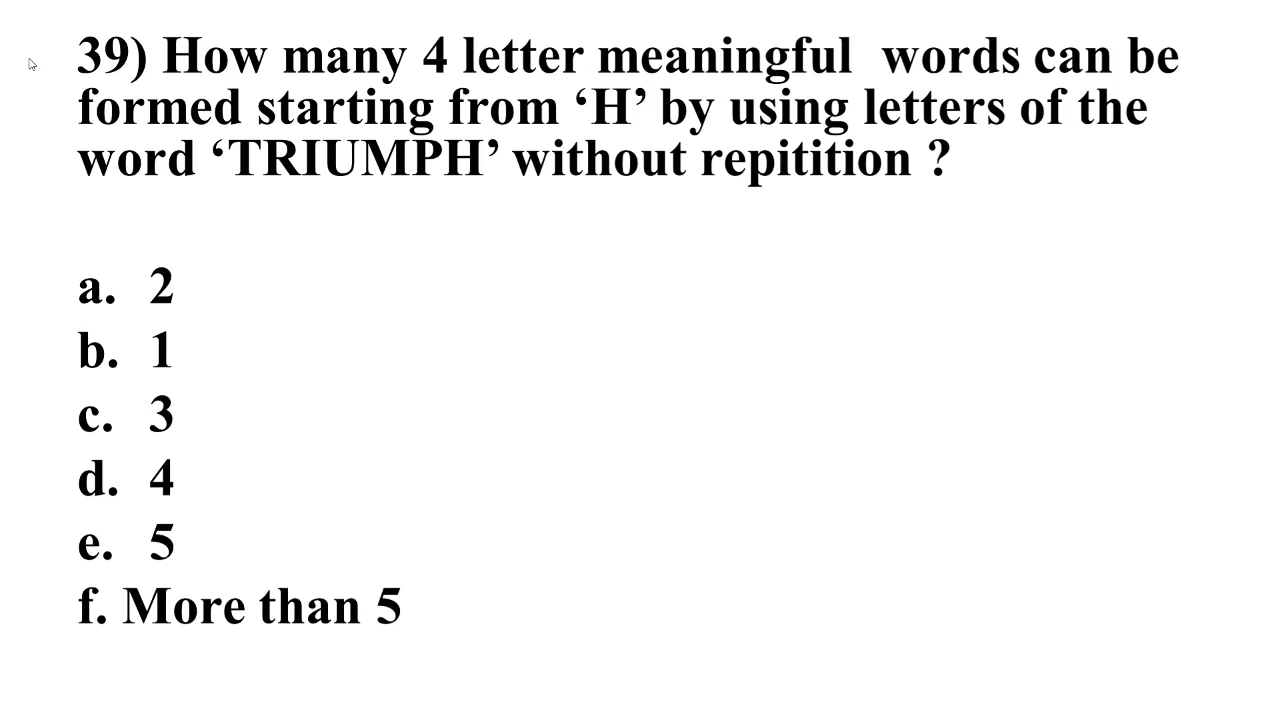 39) How many 4 letter meaningful words can be
formed starting from ‘H’ by using letters of the
word ‘TRIUMPH’ without repitition ?
a. 2
b. 1
c. 3
d. 4
e. 5
f. More than 5